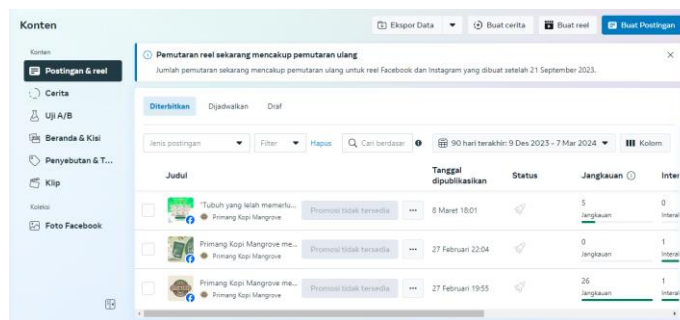 Konten
Ekspor Data
Buat cerita
Buat reel
Buat Postingan
Konten
Postingan & reel
Cerita
Uji A/B
Beranda & Kisi
Penyebutan & T...
Klip
Koleksi
Foto Facebook
Pemutaran reel sekarang mencakup pemutaran ulang
Jumlah pemutaran sekarang mencakup pemutaran ulang untuk reel Facebook dan Instagram yang dibuat setelah 21 September 2023.
Diterbitkan Dijadwalkan Draf
Jenis postingan Filter Hapus Cari berdasar 90 hari terakhir: 9 Des 2023 - 7 Mar 2024 Kolom
Judul Tanggal dipublikasikan Status Jangkauan Inter
"Tubuh yang lelah memerlu... Promosi tidak tersedia 8 Maret 18:01 5 0
Primang Kopi Mangrove Jangkauan Interak
Primang Kopi Mangrove me... Promosi tidak tersedia 27 Februari 22:04 0 1
Primang Kopi Mangrove Jangkauan Interak
Primang Kopi Mangrove me... Promosi tidak tersedia 27 Februari 19:55 26 1
Primang Kopi Mangrove Jangkauan Interak